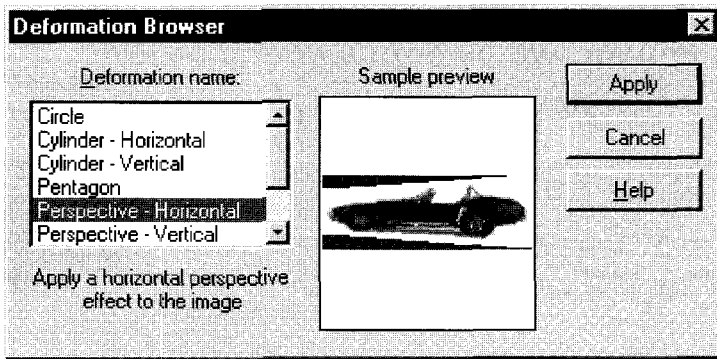 Deformation Browser
Deformation name:
Circle
Cylinder - Horizontal
Cylinder - Vertical
Pentagon
Perspective - Horizontal
Perspective - Vertical
Apply a horizontal perspective
effect to the image
Sample preview
Apply
Cancel
Help